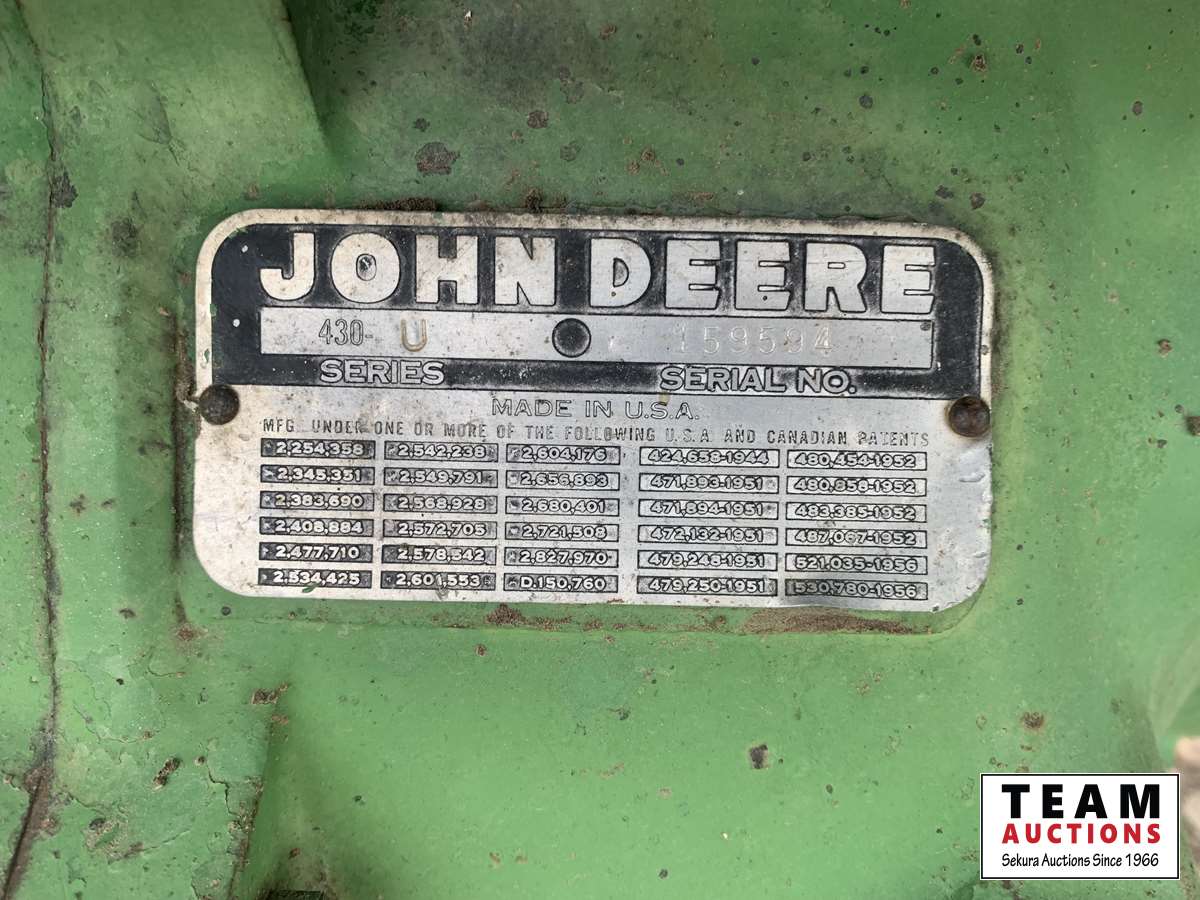 JOHN DEERE
430- U 159594
SERIES SERIAL NO.
MADE IN U.S.A.
MFG. UNDER ONE OR MORE OF THE FOLLOWING U.S.A. AND CANADIAN PATENTS
2,254,358 2,542,238 2,604,176 424,658-1944 480,454-1952
2,345,351 2,549,791 2,656,893 471,893-1951 480,858-1952
2,383,690 2,568,928 2,680,401 471,894-1951 483,385-1952
2,408,884 2,572,705 2,721,508 472,132-1951 487,067-1952
2,477,710 2,578,542 2,827,970 479,248-1951 521,035-1956
2,534,425 2,601,553 D.150,760 479,250-1951 530,780-1956
TEAM
AUCTIONS
Sekura Auctions Since 1966